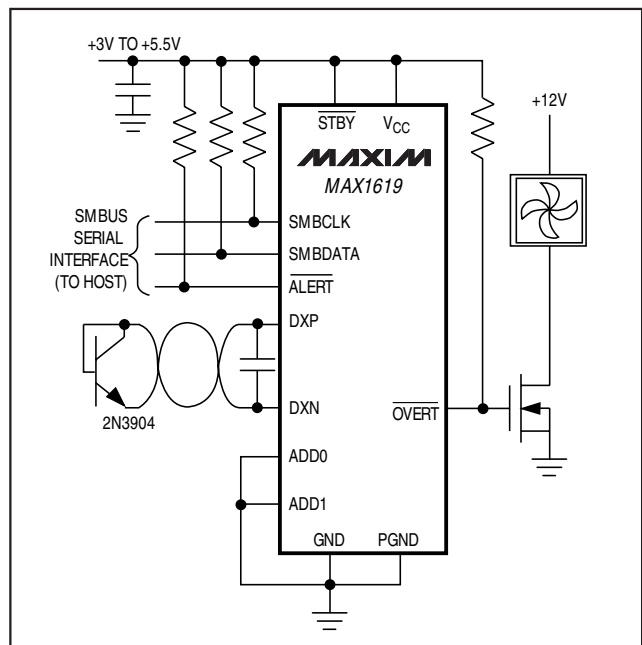 +3V TO +5.5V
+12V
STBY
VCC
MAXIM
MAX1619
SMBUS
SERIAL
INTERFACE
(TO HOST)
SMBCLK
SMBDATA
ALERT
DXP
DXN
2N3904
OVERT
ADD0
ADD1
GND
PGND